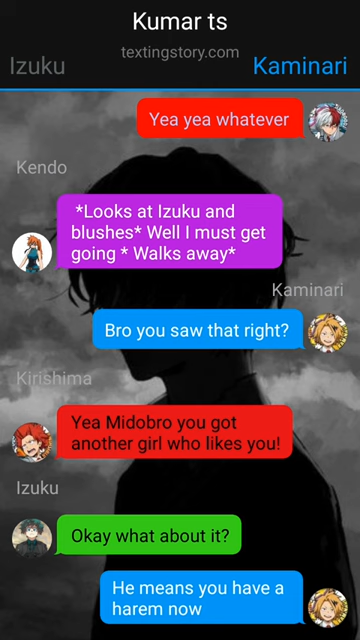 Kumar ts
textingstory.com
Izuku
Kaminari
Yea yea whatever
Kendo
*Looks at Izuku and
blushes* Well I must get
going * Walks away*
Kaminari
Bro you saw that right?
Kirishima
Yea Midobro you got
another girl who likes you!
Izuku
Okay what about it?
He means you have a
harem now